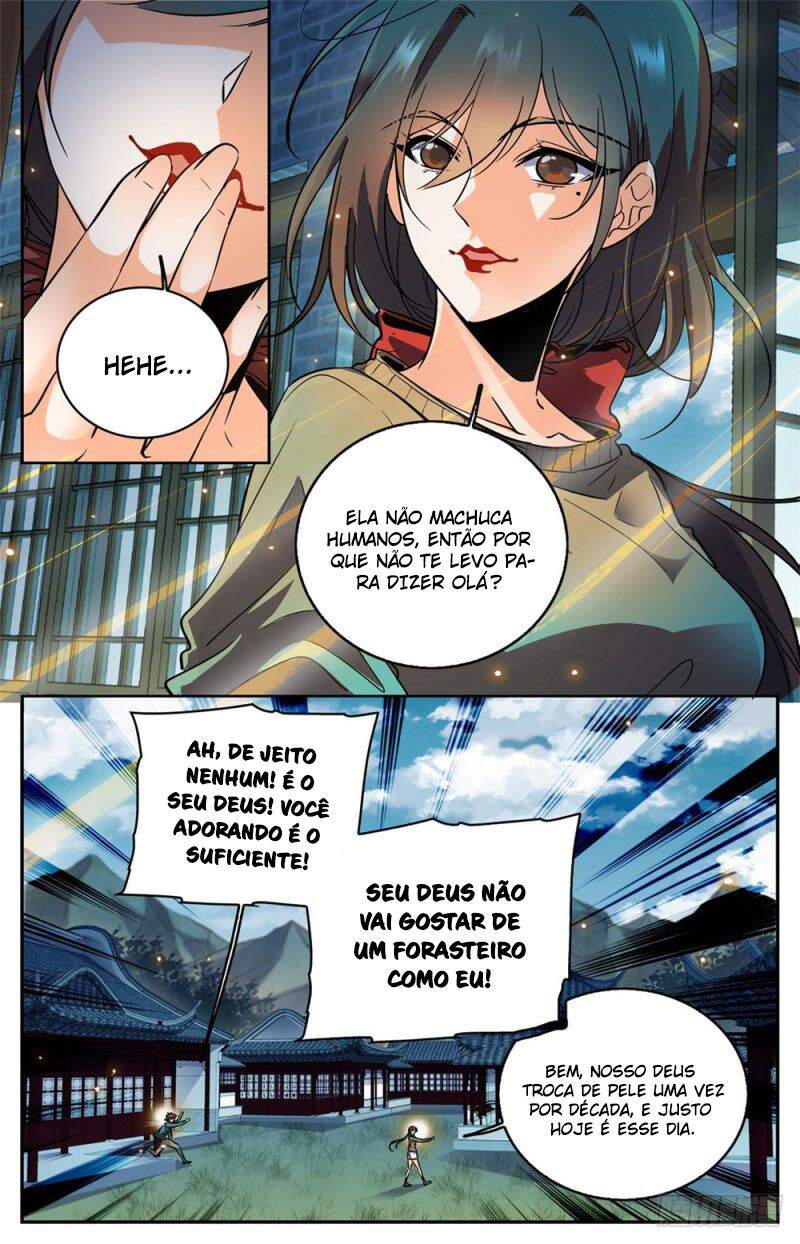 HEHE...
ELA NÃO MACHUCA
HUMANOS, ENTÃO POR
QUE NÃO TE LEVO PA-
RA DIZER OLÁ?
AH, DE JEITO
NENHUM! É O
SEU DEUS! VOCÊ
ADORANDO É O
SUFICIENTE!
SEU DEUS NÃO
VAI GOSTAR DE
UM FORASTEIRO
COMO EU!
BEM, NOSSO DEUS
TROCA DE PELE UMA VEZ
POR DÉCADA, E JUSTO
HOJE É ESSE DIA.